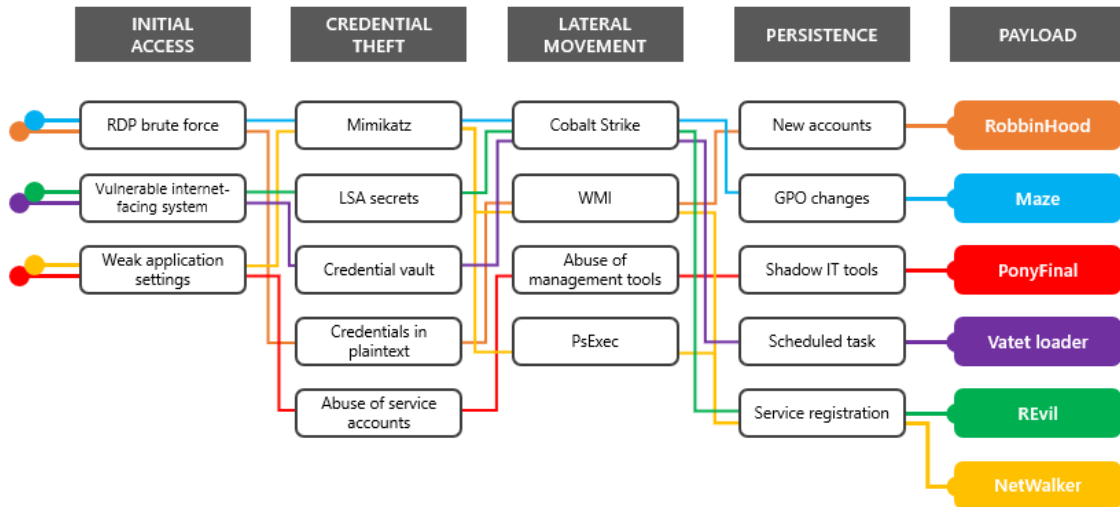 INITIAL
ACCESS
CREDENTIAL
THEFT
LATERAL
MOVEMENT
PERSISTENCE
PAYLOAD
RDP brute force
Mimikatz
Cobalt Strike
New accounts
RobbinHood
Vulnerable internet-
facing system
LSA secrets
WMI
GPO changes
Maze
Weak application
settings
Credential vault
Abuse of
management tools
Shadow IT tools
PonyFinal
Credentials in
plaintext
PsExec
Scheduled task
Vatet loader
Abuse of service
accounts
Service registration
REvil
NetWalker